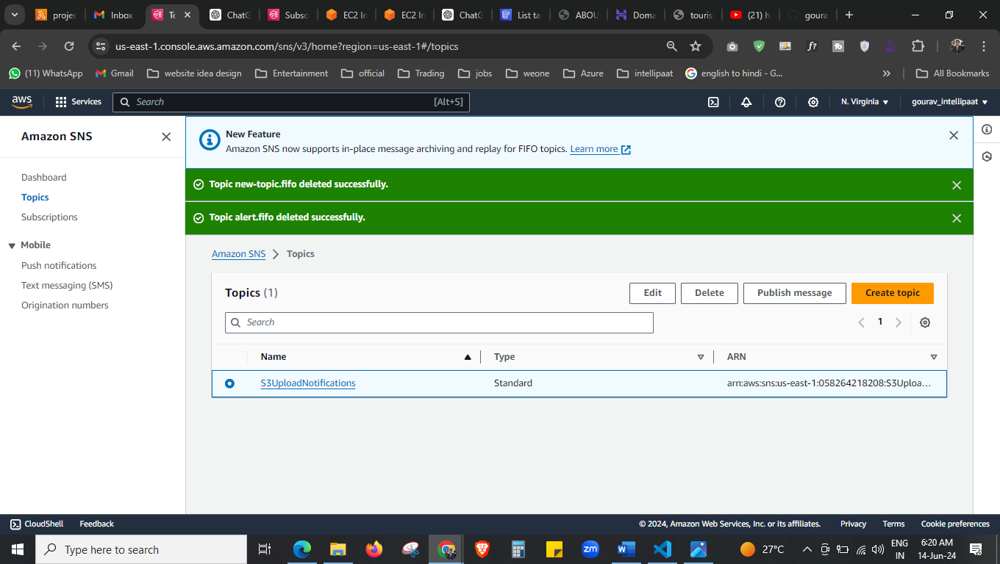 projec
Inbox
To
ChatG
Subsc
EC2 In
EC2 In
ChatG
List ta
ABOU
Doma
touris
(21) h
goura
us-east-1.console.aws.amazon.com/sns/v3/home?region=us-east-1#/topics
(11) WhatsApp
Gmail
website idea design
Entertainment
official
Trading
jobs
weone
Azure
intellipaat
english to hindi - G...
All Bookmarks
aws
Services
Search
[Alt+S]
N. Virginia
gourav_intellipaat
Amazon SNS
Dashboard
Topics
Subscriptions
Mobile
Push notifications
Text messaging (SMS)
Origination numbers
New Feature
Amazon SNS now supports in-place message archiving and replay for FIFO topics. Learn more
Topic new-topic.fifo deleted successfully.
Topic alert.fifo deleted successfully.
Amazon SNS
Topics
Topics (1)
Edit
Delete
Publish message
Create topic
Search
1
Name
Type
ARN
S3UploadNotifications
Standard
arn:aws:sns:us-east-1:058264218208:S3Uploa...
CloudShell
Feedback
© 2024, Amazon Web Services, Inc. or its affiliates.
Privacy
Terms
Cookie preferences
Type here to search
27°C
ENG
IN
6:20 AM
14-Jun-24